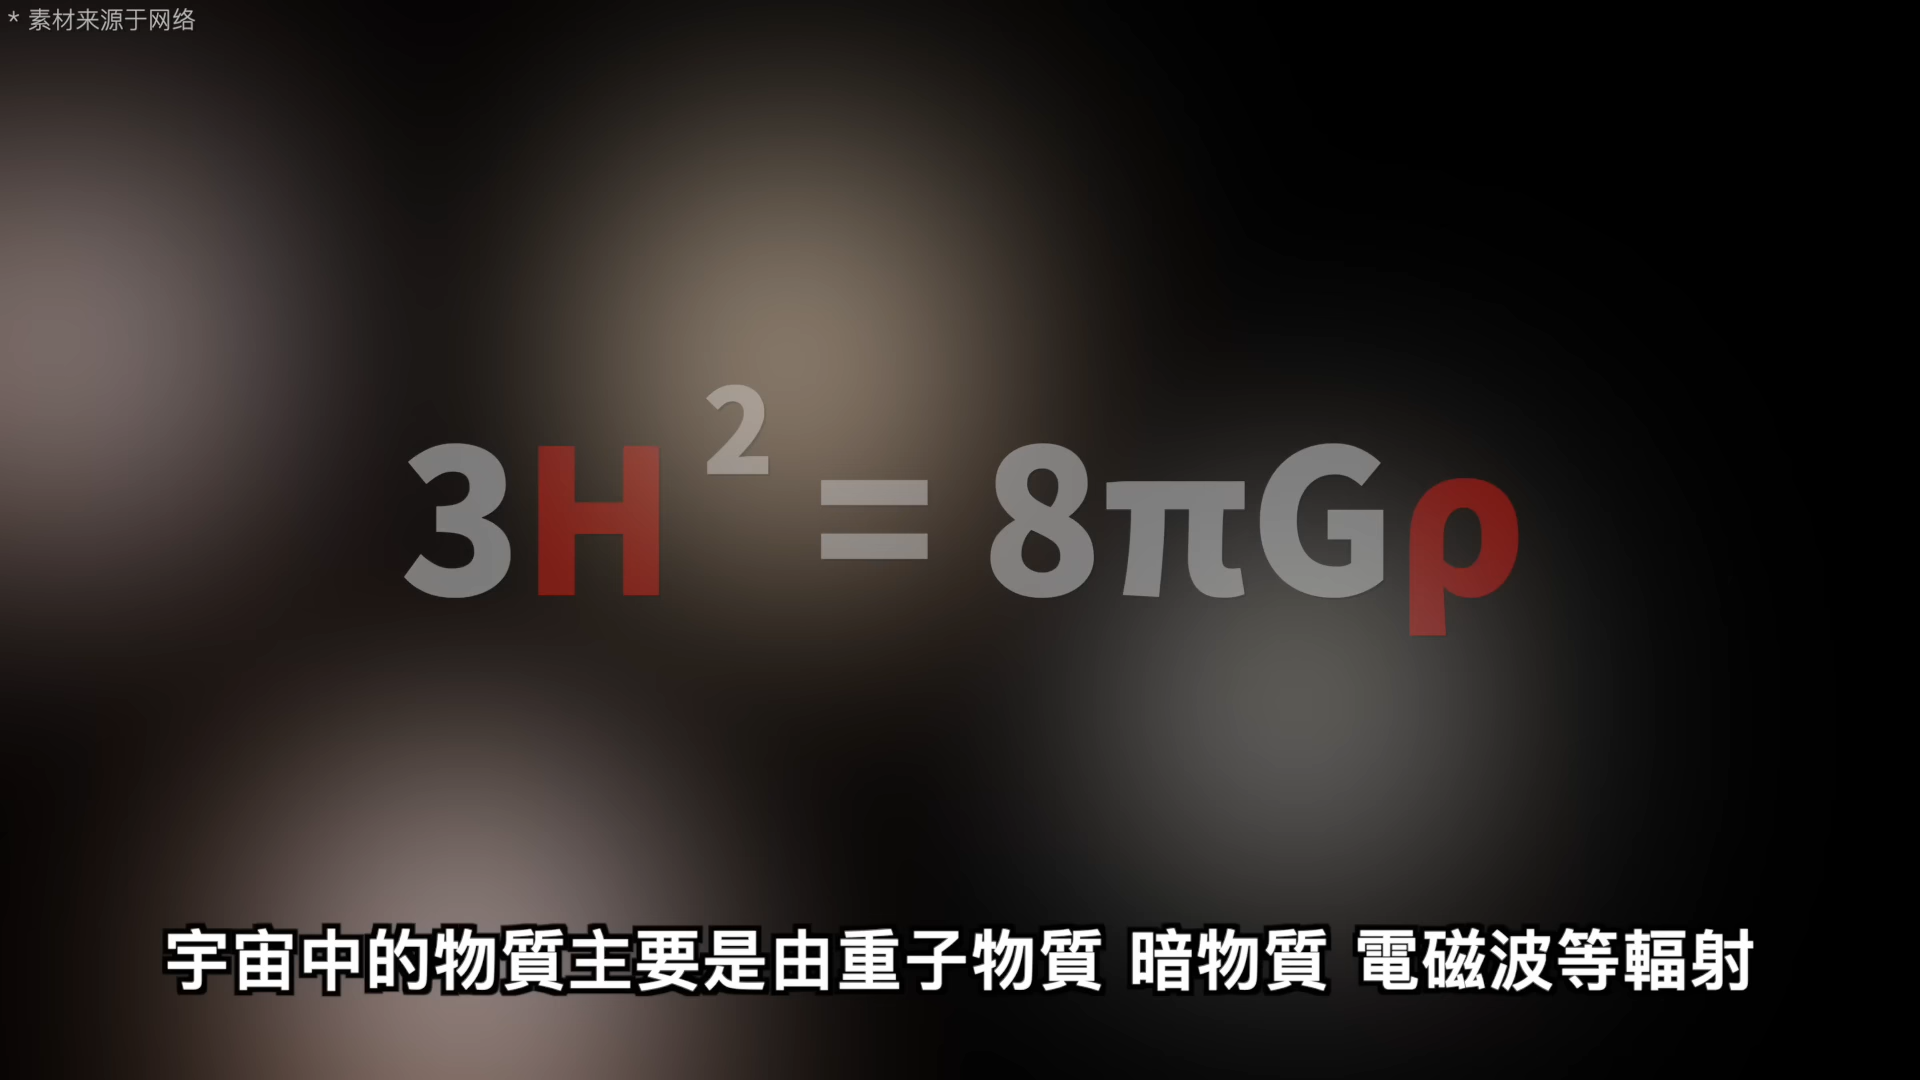 * 素材来源于网络
3H² = 8πGρ
宇宙中的物質主要是由重子物質 暗物質 電磁波等輻射